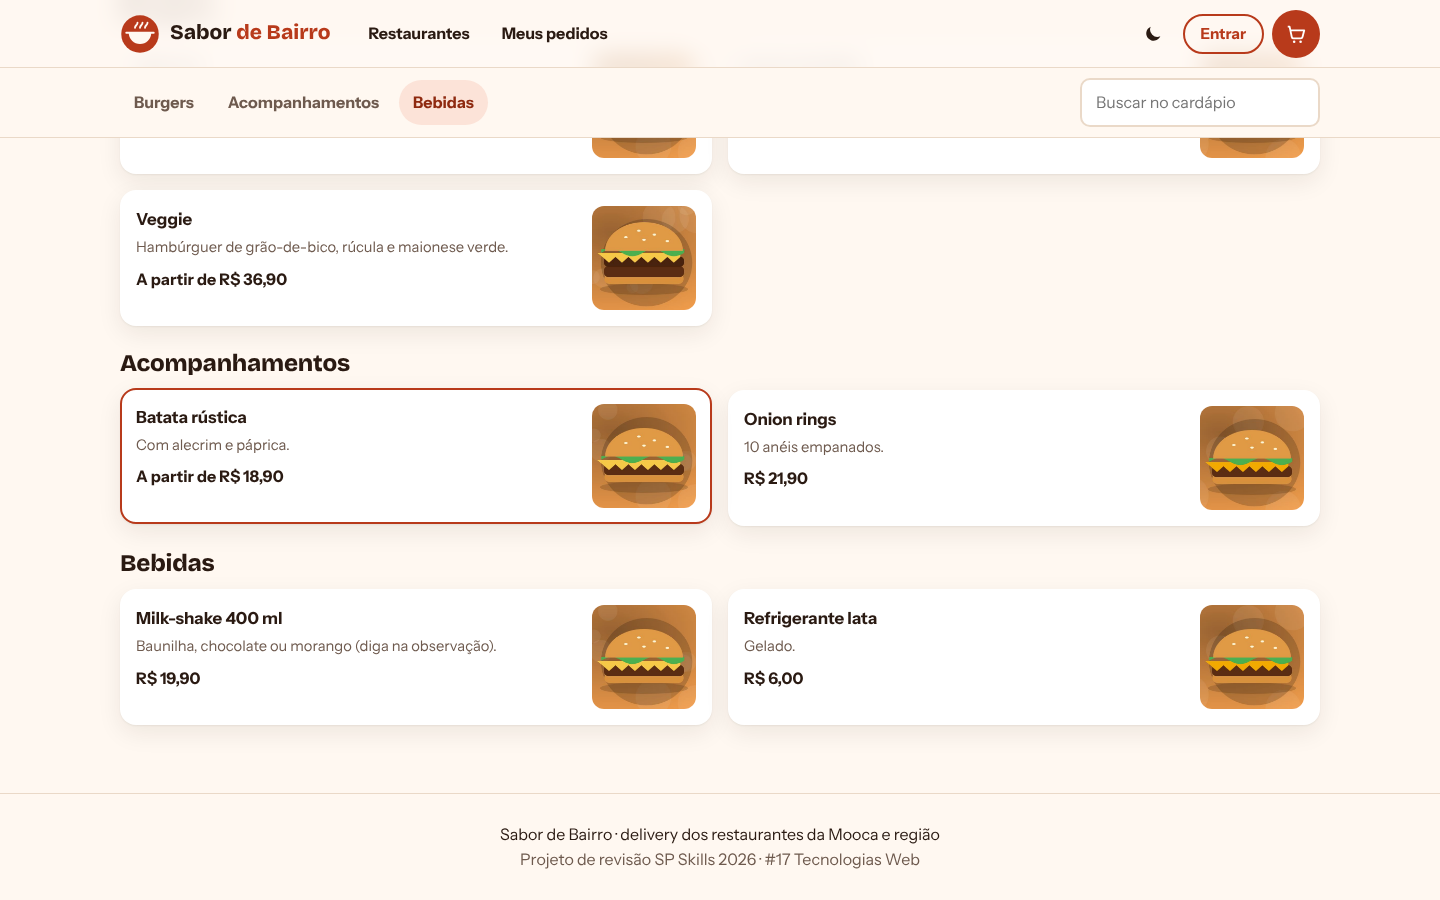 Sabor de Bairro
Restaurantes
Meus pedidos
Entrar
Burgers
Acompanhamentos
Bebidas
Buscar no cardápio
Veggie
Hambúrguer de grão-de-bico, rúcula e maionese verde.
A partir de R$ 36,90
Acompanhamentos
Batata rústica
Com alecrim e páprica.
A partir de R$ 18,90
Onion rings
10 anéis empanados.
R$ 21,90
Bebidas
Milk-shake 400 ml
Baunilha, chocolate ou morango (diga na observação).
R$ 19,90
Refrigerante lata
Gelado.
R$ 6,00
Sabor de Bairro · delivery dos restaurantes da Mooca e região
Projeto de revisão SP Skills 2026 · #17 Tecnologias Web